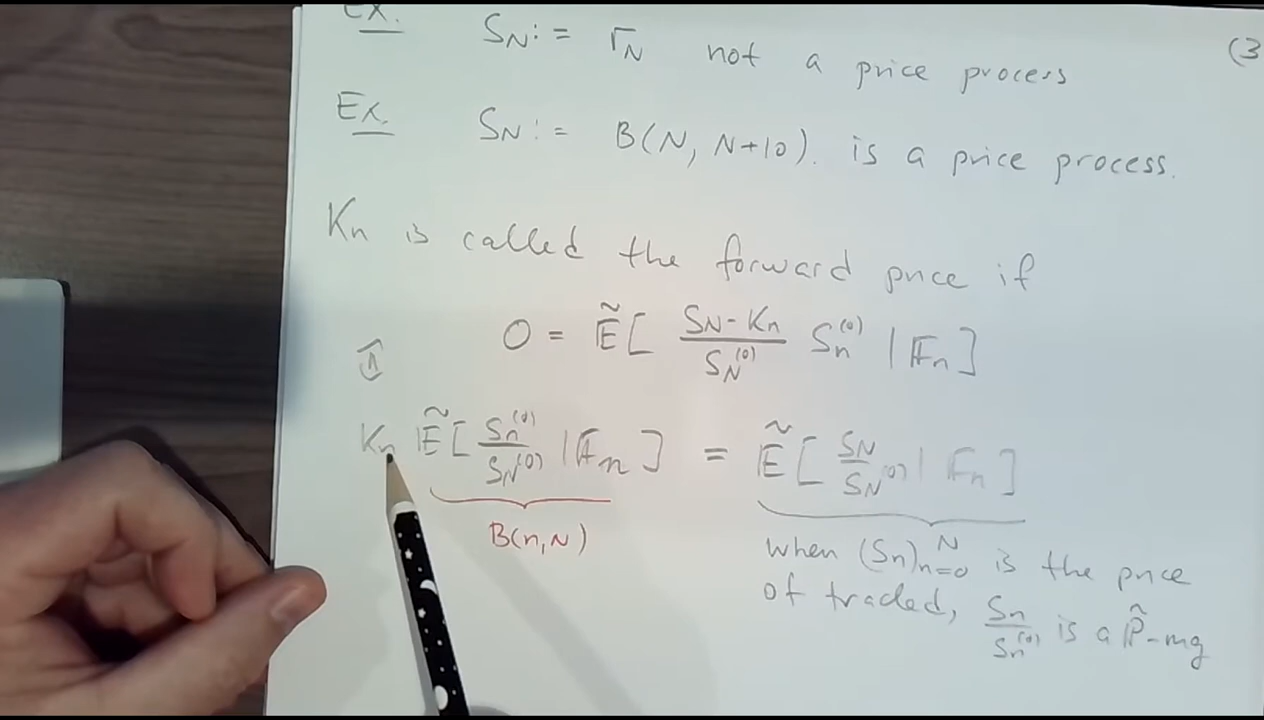 Ex. S_N := r_N not a price process (3
Ex. S_N := B(N, N+10). is a price process.
K_n is called the forward price if
0 = Ẽ[ (S_N - K_n)/S_N^(0) S_n^(0) | F_n ]
⇕
K_n Ẽ[ S_n^(0)/S_N^(0) | F_n ] = Ẽ[ S_N/S_N^(0) | F_n ]
B(n,N)
when (S_n)_{n=0}^N is the price
of traded, S_n/S_n^(0) is a P̃-mg